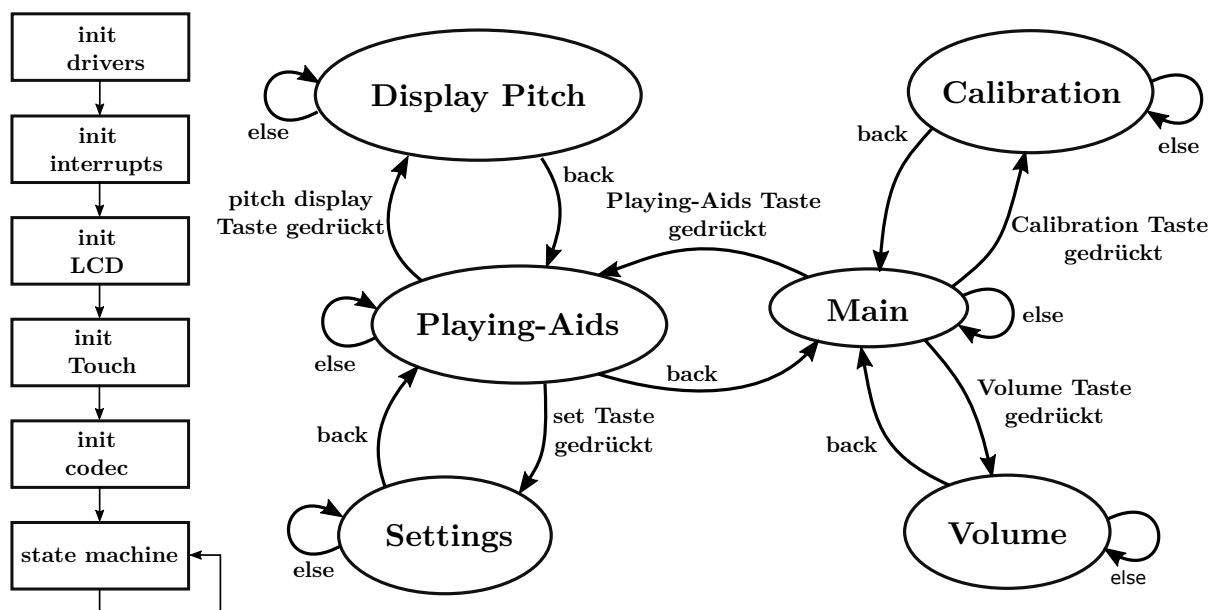 init
drivers
init
interrupts
init
LCD
init
Touch
init
codec
state machine
Display Pitch
else
back
pitch display
Taste gedrückt
Playing-Aids
else
back
set Taste
gedrückt
Settings
else
Playing-Aids Taste
gedrückt
back
Calibration
else
back
Calibration Taste
gedrückt
Main
else
Volume Taste
gedrückt
back
Volume
else